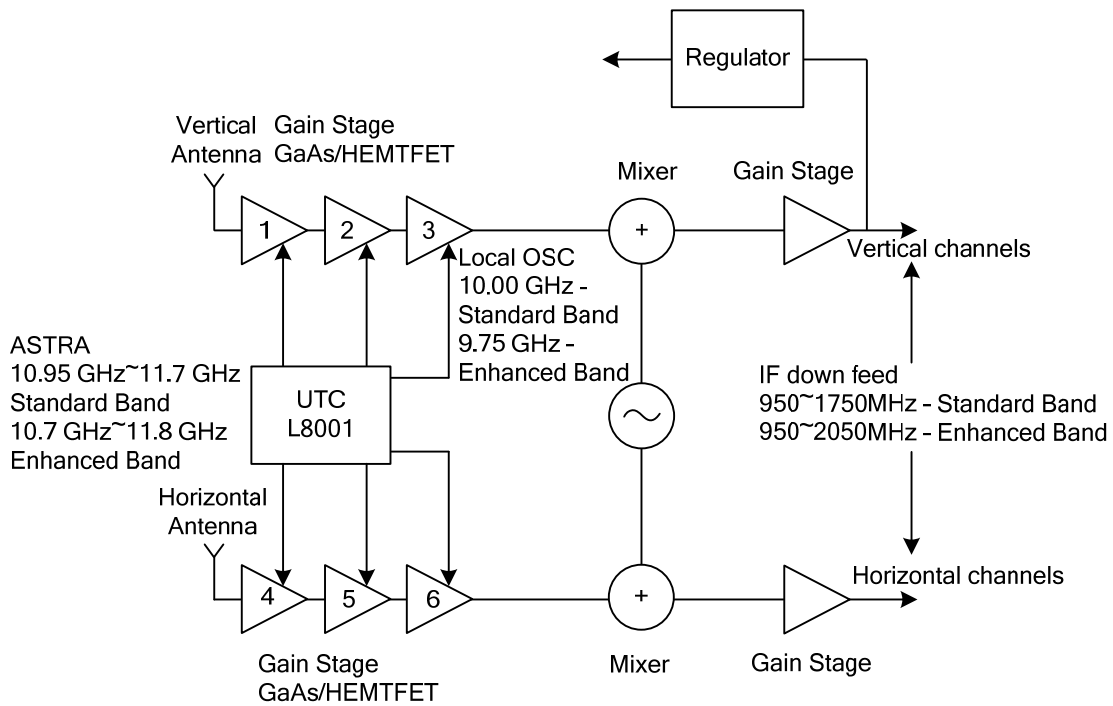 Regulator
Vertical
Antenna
Gain Stage
GaAs/HEMTFET
Mixer
Gain Stage
1
2
3
+
Vertical channels
Local OSC
10.00 GHz -
Standard Band
9.75 GHz -
Enhanced Band
ASTRA
10.95 GHz~11.7 GHz
Standard Band
10.7 GHz~11.8 GHz
Enhanced Band
UTC
L8001
IF down feed
950~1750MHz - Standard Band
950~2050MHz - Enhanced Band
Horizontal
Antenna
4
5
6
+
Horizontal channels
Gain Stage
GaAs/HEMTFET
Mixer
Gain Stage